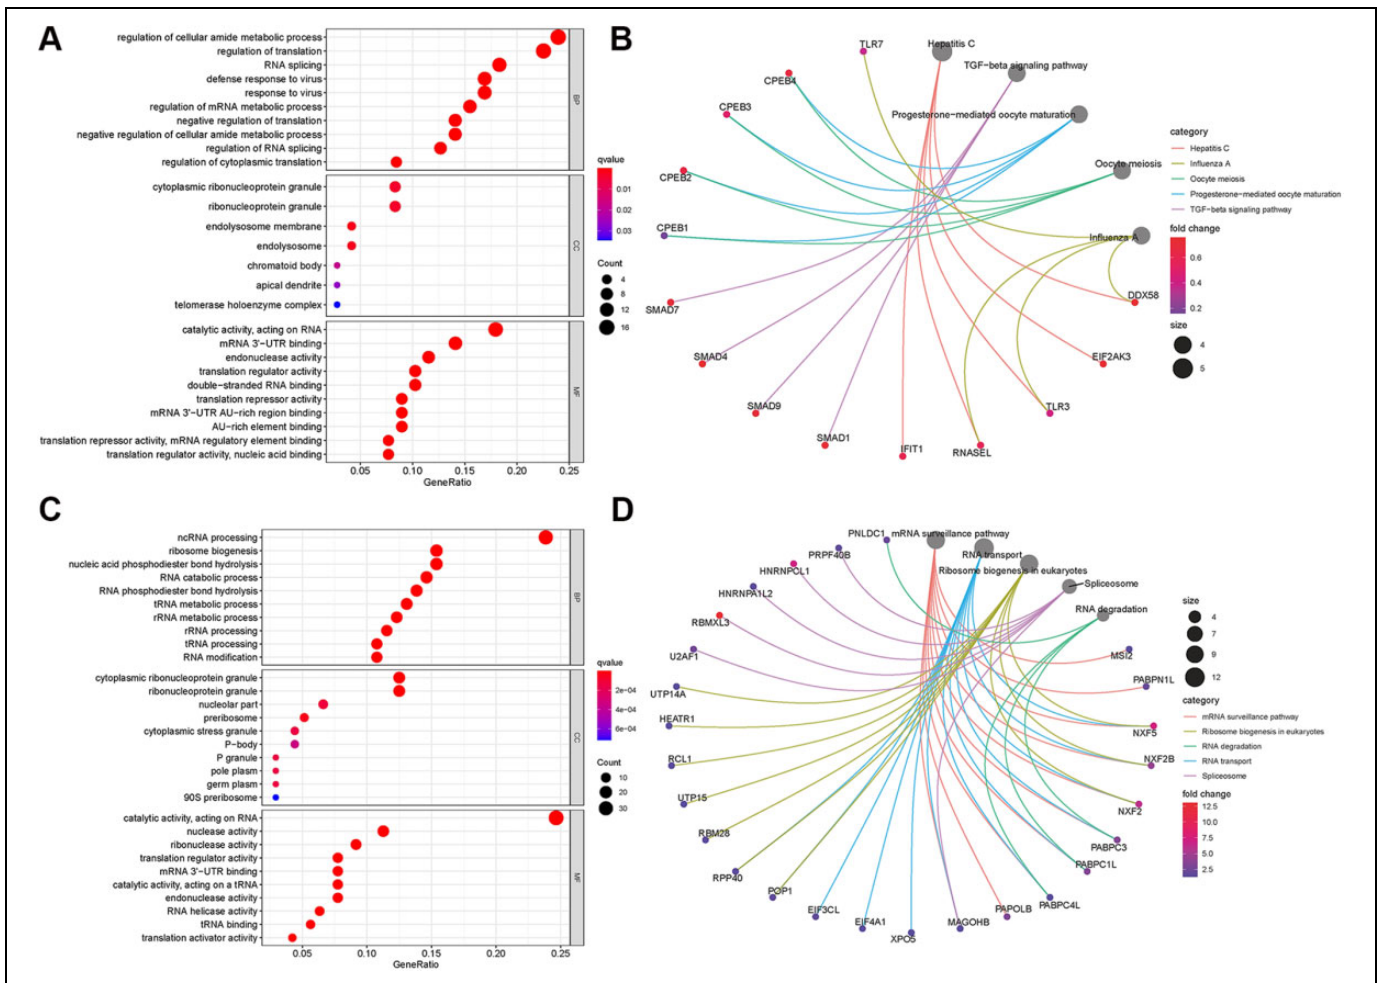 A
regulation of cellular amide metabolic process
regulation of translation
RNA splicing
defense response to virus
response to virus
regulation of mRNA metabolic process
negative regulation of translation
negative regulation of cellular amide metabolic process
regulation of RNA splicing
regulation of cytoplasmic translation
BP
cytoplasmic ribonucleoprotein granule
ribonucleoprotein granule
endolysosome membrane
endolysosome
chromatoid body
apical dendrite
telomerase holoenzyme complex
CC
catalytic activity, acting on RNA
mRNA 3'−UTR binding
endonuclease activity
translation regulator activity
double−stranded RNA binding
translation repressor activity
mRNA 3'−UTR AU−rich region binding
AU−rich element binding
translation repressor activity, mRNA regulatory element binding
translation regulator activity, nucleic acid binding
MF
0.05 0.10 0.15 0.20 0.25
GeneRatio
qvalue
0.01
0.02
0.03
Count
4
8
12
16
B
TLR7
Hepatitis C
TGF−beta signaling pathway
CPEB4
CPEB3
Progesterone−mediated oocyte maturation
CPEB2
Oocyte meiosis
CPEB1
Influenza A
SMAD7
DDX58
SMAD4
EIF2AK3
SMAD9
TLR3
SMAD1
IFIT1
RNASEL
category
Hepatitis C
Influenza A
Oocyte meiosis
Progesterone−mediated oocyte maturation
TGF−beta signaling pathway
fold change
0.6
0.4
0.2
size
4
5
C
ncRNA processing
ribosome biogenesis
nucleic acid phosphodiester bond hydrolysis
RNA catabolic process
RNA phosphodiester bond hydrolysis
tRNA metabolic process
rRNA metabolic process
rRNA processing
tRNA processing
RNA modification
BP
cytoplasmic ribonucleoprotein granule
ribonucleoprotein granule
nucleolar part
preribosome
cytoplasmic stress granule
P−body
P granule
pole plasm
germ plasm
90S preribosome
CC
catalytic activity, acting on RNA
nuclease activity
ribonuclease activity
translation regulator activity
mRNA 3'−UTR binding
catalytic activity, acting on a tRNA
endonuclease activity
RNA helicase activity
tRNA binding
translation activator activity
MF
0.05 0.10 0.15 0.20 0.25
GeneRatio
qvalue
2e−04
4e−04
6e−04
Count
10
20
30
D
PNLDC1
mRNA surveillance pathway
PRPF40B
RNA transport
HNRNPCL1
Ribosome biogenesis in eukaryotes
HNRNPA1L2
Spliceosome
RBMXL3
RNA degradation
U2AF1
MSI2
UTP14A
PABPN1L
HEATR1
NXF5
RCL1
NXF2B
UTP15
NXF2
RBM28
PABPC3
RPP40
PABPC1L
POP1
PABPC4L
EIF3CL
PAPOLB
EIF4A1
MAGOHB
XPO5
size
4
7
9
12
category
mRNA surveillance pathway
Ribosome biogenesis in eukaryotes
RNA degradation
RNA transport
Spliceosome
fold change
12.5
10.0
7.5
5.0
2.5